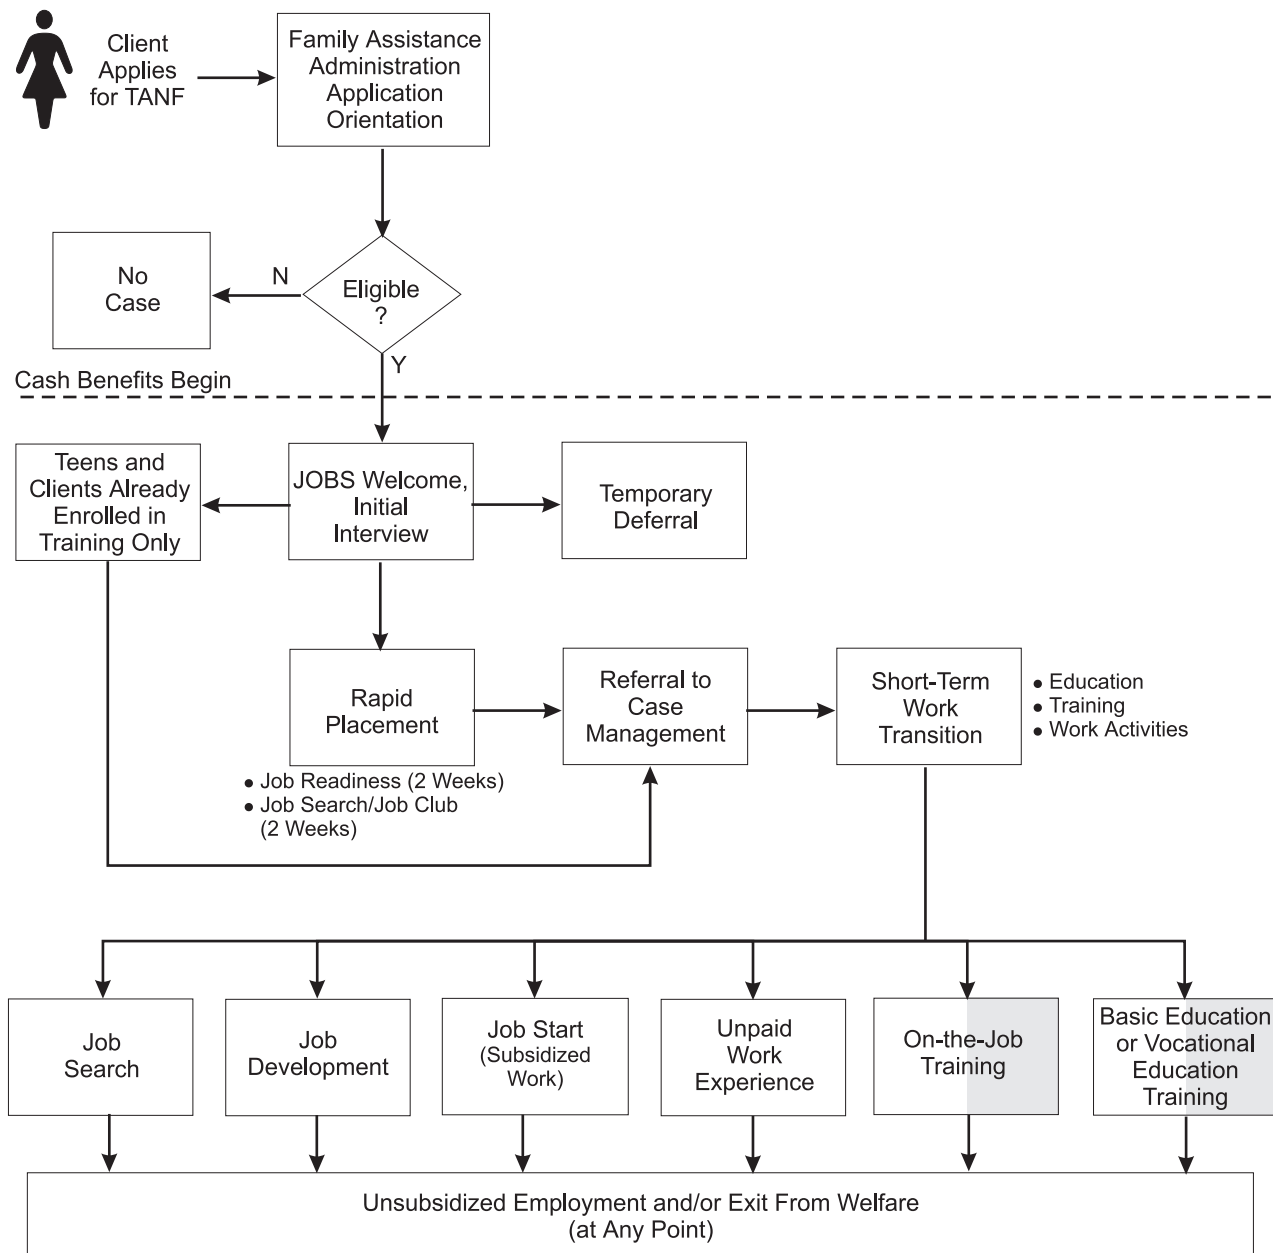 Client
Applies
for TANF
Family Assistance
Administration
Application
Orientation
No
Case
N
Eligible
?
Y
Cash Benefits Begin
Teens and
Clients Already
Enrolled in
Training Only
JOBS Welcome,
Initial
Interview
Temporary
Deferral
Rapid
Placement
• Job Readiness (2 Weeks)
• Job Search/Job Club
(2 Weeks)
Referral to
Case
Management
Short-Term
Work
Transition
• Education
• Training
• Work Activities
Job
Search
Job
Development
Job Start
(Subsidized
Work)
Unpaid
Work
Experience
On-the-Job
Training
Basic Education
or Vocational
Education
Training
Unsubsidized Employment and/or Exit From Welfare
(at Any Point)